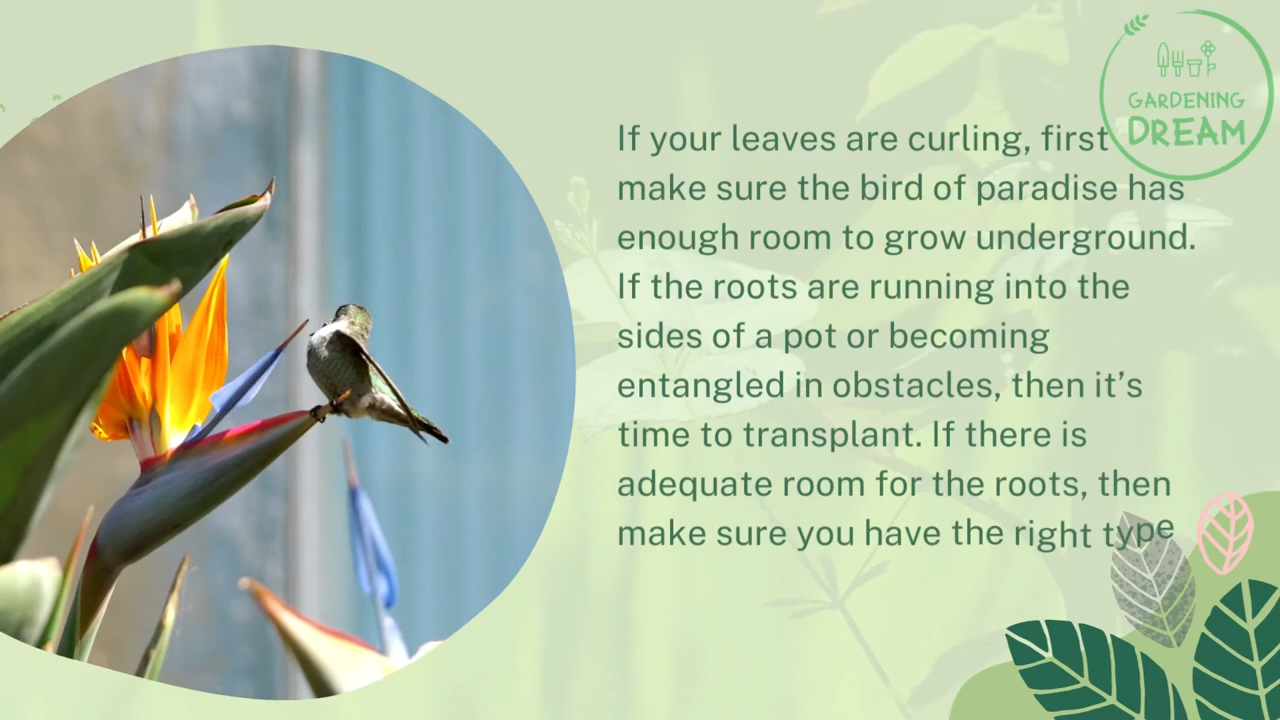 GARDENING
DREAM
If your leaves are curling, first
make sure the bird of paradise has
enough room to grow underground.
If the roots are running into the
sides of a pot or becoming
entangled in obstacles, then it’s
time to transplant. If there is
adequate room for the roots, then
make sure you have the right type